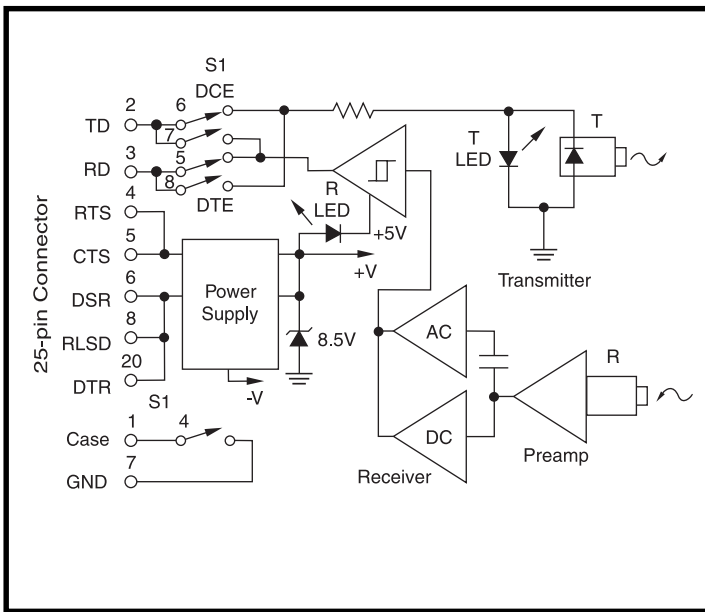 S1
DCE
2
TD
6
7
3
RD
5
8
DTE
4
RTS
5
CTS
6
DSR
8
RLSD
20
DTR
25-pin Connector
Power
Supply
-V
R
LED
+5V
+V
8.5V
T
LED
T
Transmitter
AC
DC
Receiver
R
Preamp
S1
1
Case
4
7
GND